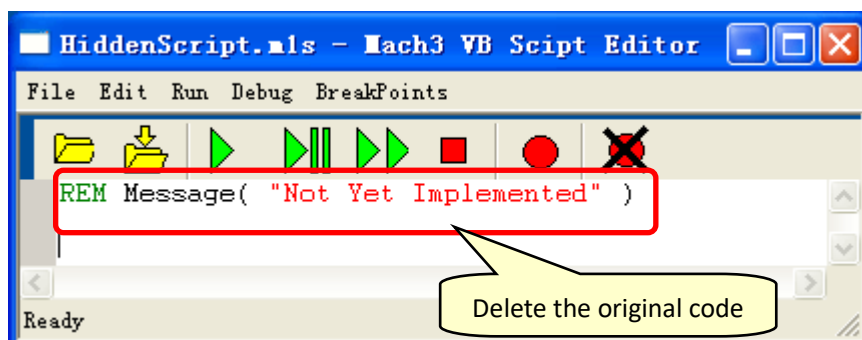 HiddenScript.m1s - Mach3 VB Scipt Editor
File Edit Run Debug BreakPoints
REM Message( "Not Yet Implemented" )
Delete the original code
Ready